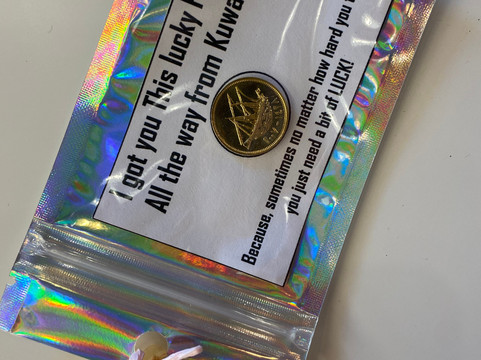 I got you This lucky
All the way from Kuwa
Because, sometimes no matter how hard you
you just need a bit of LUCK!